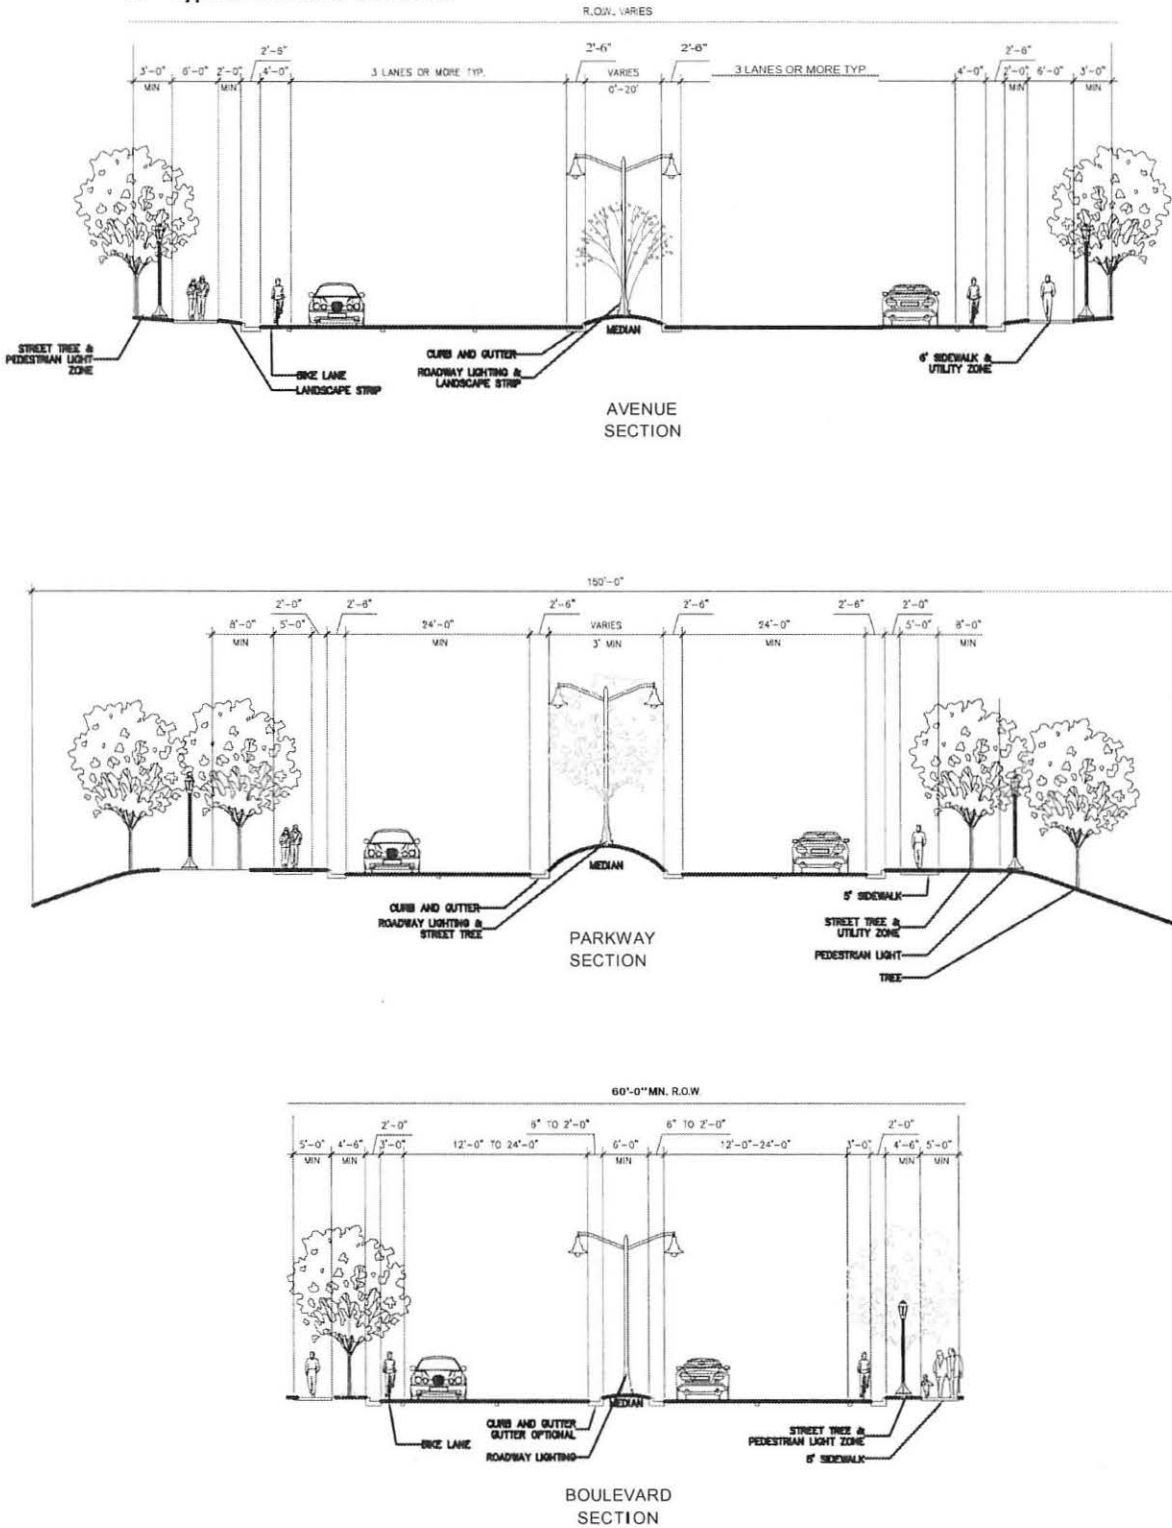 R.O.W. VARIES
2'-6" 2'-6" 2'-6" 2'-6"
3'-0" 6'-0" 2'-0" 4'-0" 3 LANES OR MORE TYP. VARIES 3 LANES OR MORE TYP 4'-0" 2'-0" 6'-0" 3'-0"
MIN MIN 0'-20' MIN MIN
MEDIAN
STREET TREE &
PEDESTRIAN LIGHT
ZONE
BIKE LANE
LANDSCAPE STRIP
CURB AND GUTTER
ROADWAY LIGHTING &
LANDSCAPE STRIP
6' SIDEWALK &
UTILITY ZONE
AVENUE
SECTION
150'-0"
2'-0" 2'-6" 2'-6" 2'-6" 2'-6" 2'-0"
8'-0" 5'-0" 24'-0" VARIES 24'-0" 5'-0" 8'-0"
MIN MIN 3' MIN MIN MIN
MEDIAN
CURB AND GUTTER
ROADWAY LIGHTING &
STREET TREE
5' SIDEWALK
STREET TREE &
UTILITY ZONE
PEDESTRIAN LIGHT
TREE
PARKWAY
SECTION
60'-0" MN. R.O.W
2'-0" 6" TO 2'-0" 6" TO 2'-0" 2'-0"
5'-0" 4'-6" 3'-0" 12'-0" TO 24'-0" 6'-0" 12'-0"-24'-0" 3'-0" 4'-6" 5'-0"
MIN MIN MIN MIN MIN
MEDIAN
BIKE LANE
CURB AND GUTTER
GUTTER OPTIONAL
ROADWAY LIGHTING
STREET TREE &
PEDESTRIAN LIGHT ZONE
SIDEWALK
BOULEVARD
SECTION